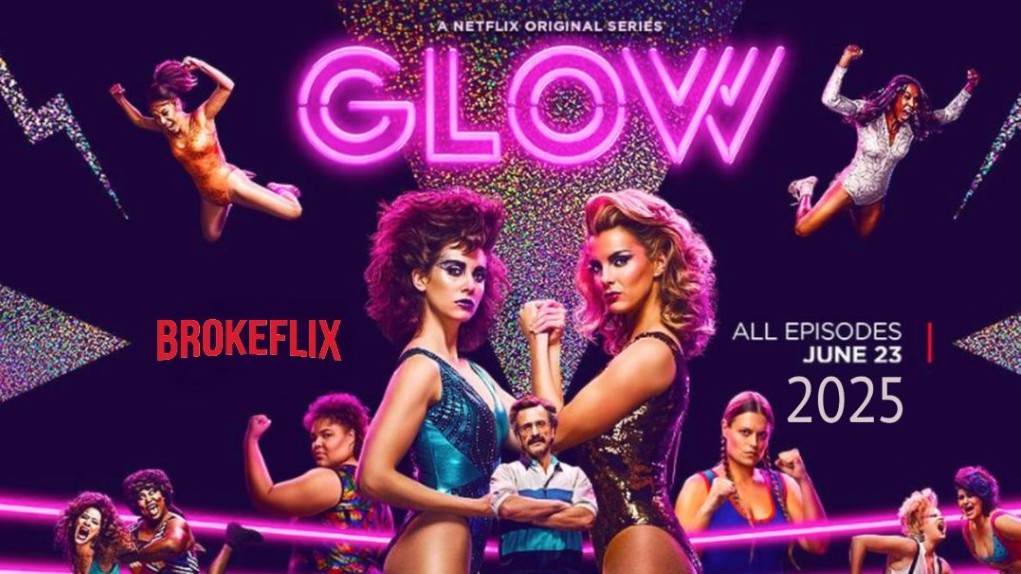 A NETFLIX ORIGINAL SERIES
GLOW
BROKEFLIX
ALL EPISODES
JUNE 23
2025